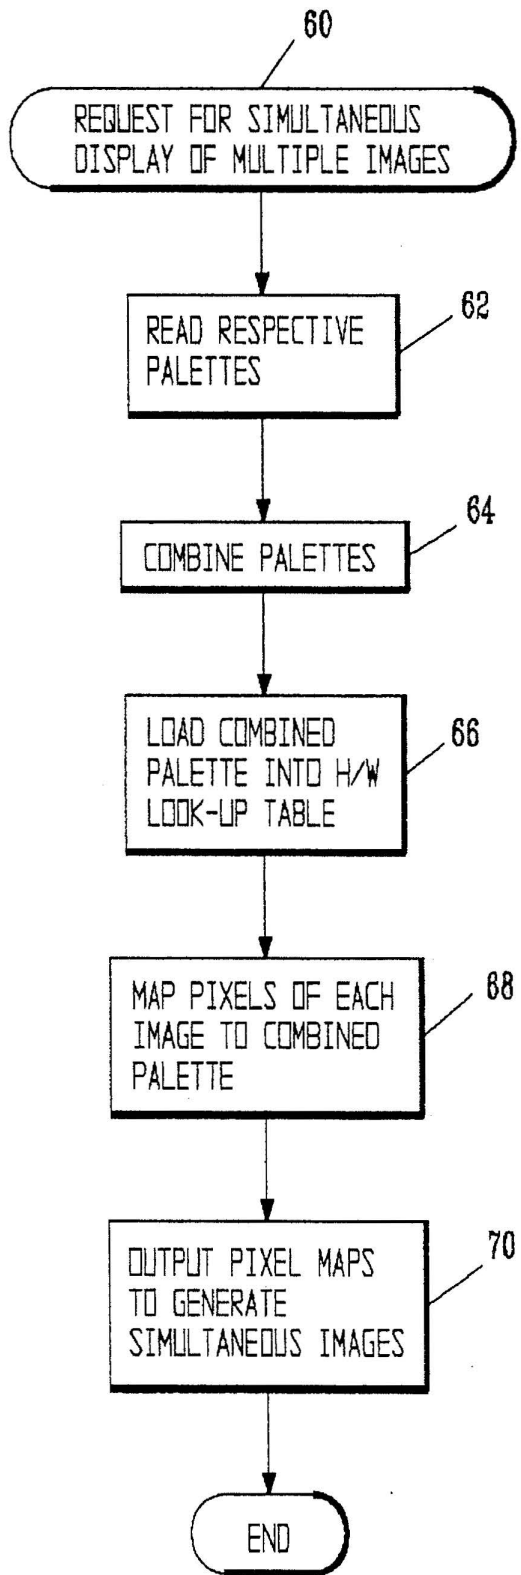 60
REQUEST FOR SIMULTANEOUS
DISPLAY OF MULTIPLE IMAGES
62
READ RESPECTIVE
PALETTES
64
COMBINE PALETTES
66
LOAD COMBINED
PALETTE INTO H/W
LOOK-UP TABLE
68
MAP PIXELS OF EACH
IMAGE TO COMBINED
PALETTE
70
OUTPUT PIXEL MAPS
TO GENERATE
SIMULTANEOUS IMAGES
END